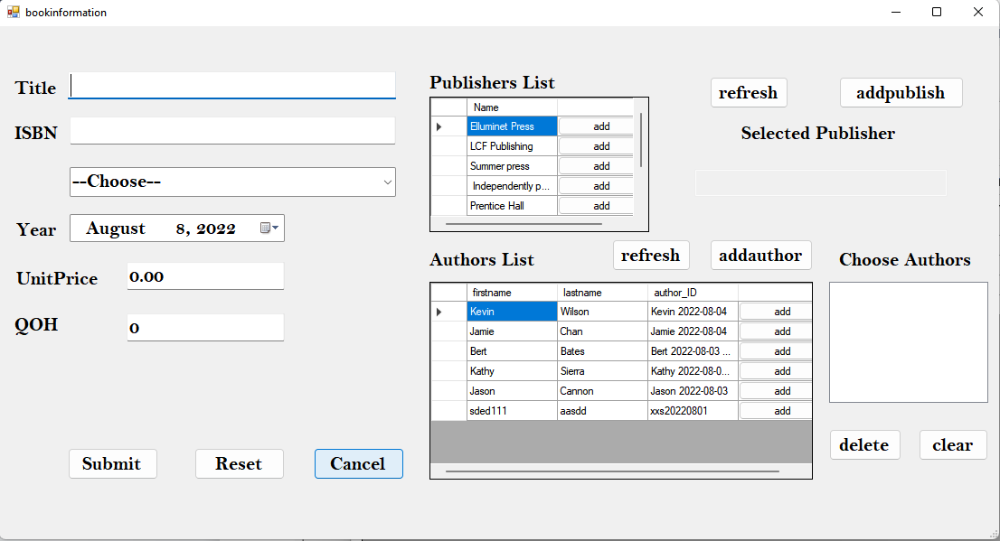 bookinformation
Title
ISBN
--Choose--
Year August 8, 2022
UnitPrice 0.00
QOH 0
Submit Reset Cancel
Publishers List
Name
Elluminet Press add
LCF Publishing add
Summer press add
Independently p... add
Prentice Hall add
refresh addpublish
Selected Publisher
Authors List refresh addauthor
firstname lastname author_ID
Kevin Wilson Kevin 2022-08-04 add
Jamie Chan Jamie 2022-08-04 add
Bert Bates Bert 2022-08-03 ... add
Kathy Sierra Kathy 2022-08-0... add
Jason Cannon Jason 2022-08-03 add
sded111 aasdd xxs20220801 add
Choose Authors
delete clear